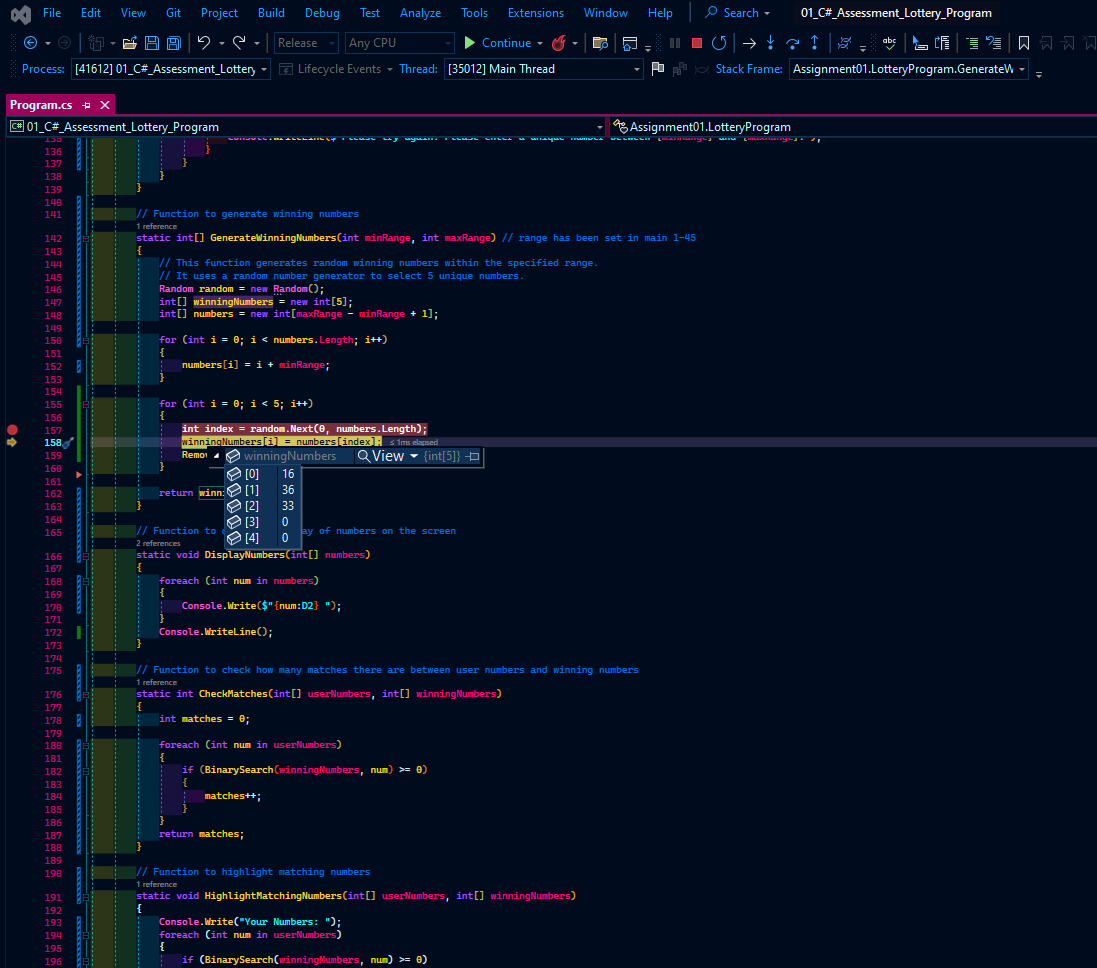 File Edit View Git Project Build Debug Test Analyze Tools Extensions Window Help Search 01_C#_Assessment_Lottery_Program
Release Any CPU Continue
Process: [41612] 01_C#_Assessment_Lottery Lifecycle Events Thread: [35012] Main Thread Stack Frame: Assignment01.LotteryProgram.GenerateW
Program.cs
C# 01_C#_Assessment_Lottery_Program Assignment01.LotteryProgram
136 }
137 }
138 }
139 }
140
141 // Function to generate winning numbers
1 reference
142 static int[] GenerateWinningNumbers(int minRange, int maxRange) // range has been set in main 1-45
143 {
144 // This function generates random winning numbers within the specified range.
145 // It uses a random number generator to select 5 unique numbers.
146 Random random = new Random();
147 int[] winningNumbers = new int[5];
148 int[] numbers = new int[maxRange - minRange + 1];
149
150 for (int i = 0; i < numbers.Length; i++)
151 {
152 numbers[i] = i + minRange;
153 }
154
155 for (int i = 0; i < 5; i++)
156 {
157 int index = random.Next(0, numbers.Length);
158 winningNumbers[i] = numbers[index]; ≤ 1ms elapsed
159 Remov winningNumbers View {int[5]}
160 }
[0] 16
161
[1] 36
162 return winni
[2] 33
163 }
[3] 0
164
[4] 0
165 // Function to ay of numbers on the screen
2 references
166 static void DisplayNumbers(int[] numbers)
167 {
168 foreach (int num in numbers)
169 {
170 Console.Write($"{num:D2} ");
171 }
172 Console.WriteLine();
173 }
174
175 // Function to check how many matches there are between user numbers and winning numbers
1 reference
176 static int CheckMatches(int[] userNumbers, int[] winningNumbers)
177 {
178 int matches = 0;
179
180 foreach (int num in userNumbers)
181 {
182 if (BinarySearch(winningNumbers, num) >= 0)
183 {
184 matches++;
185 }
186 }
187 return matches;
188 }
189
190 // Function to highlight matching numbers
1 reference
191 static void HighlightMatchingNumbers(int[] userNumbers, int[] winningNumbers)
192 {
193 Console.Write("Your Numbers: ");
194 foreach (int num in userNumbers)
195 {
196 if (BinarySearch(winningNumbers, num) >= 0)